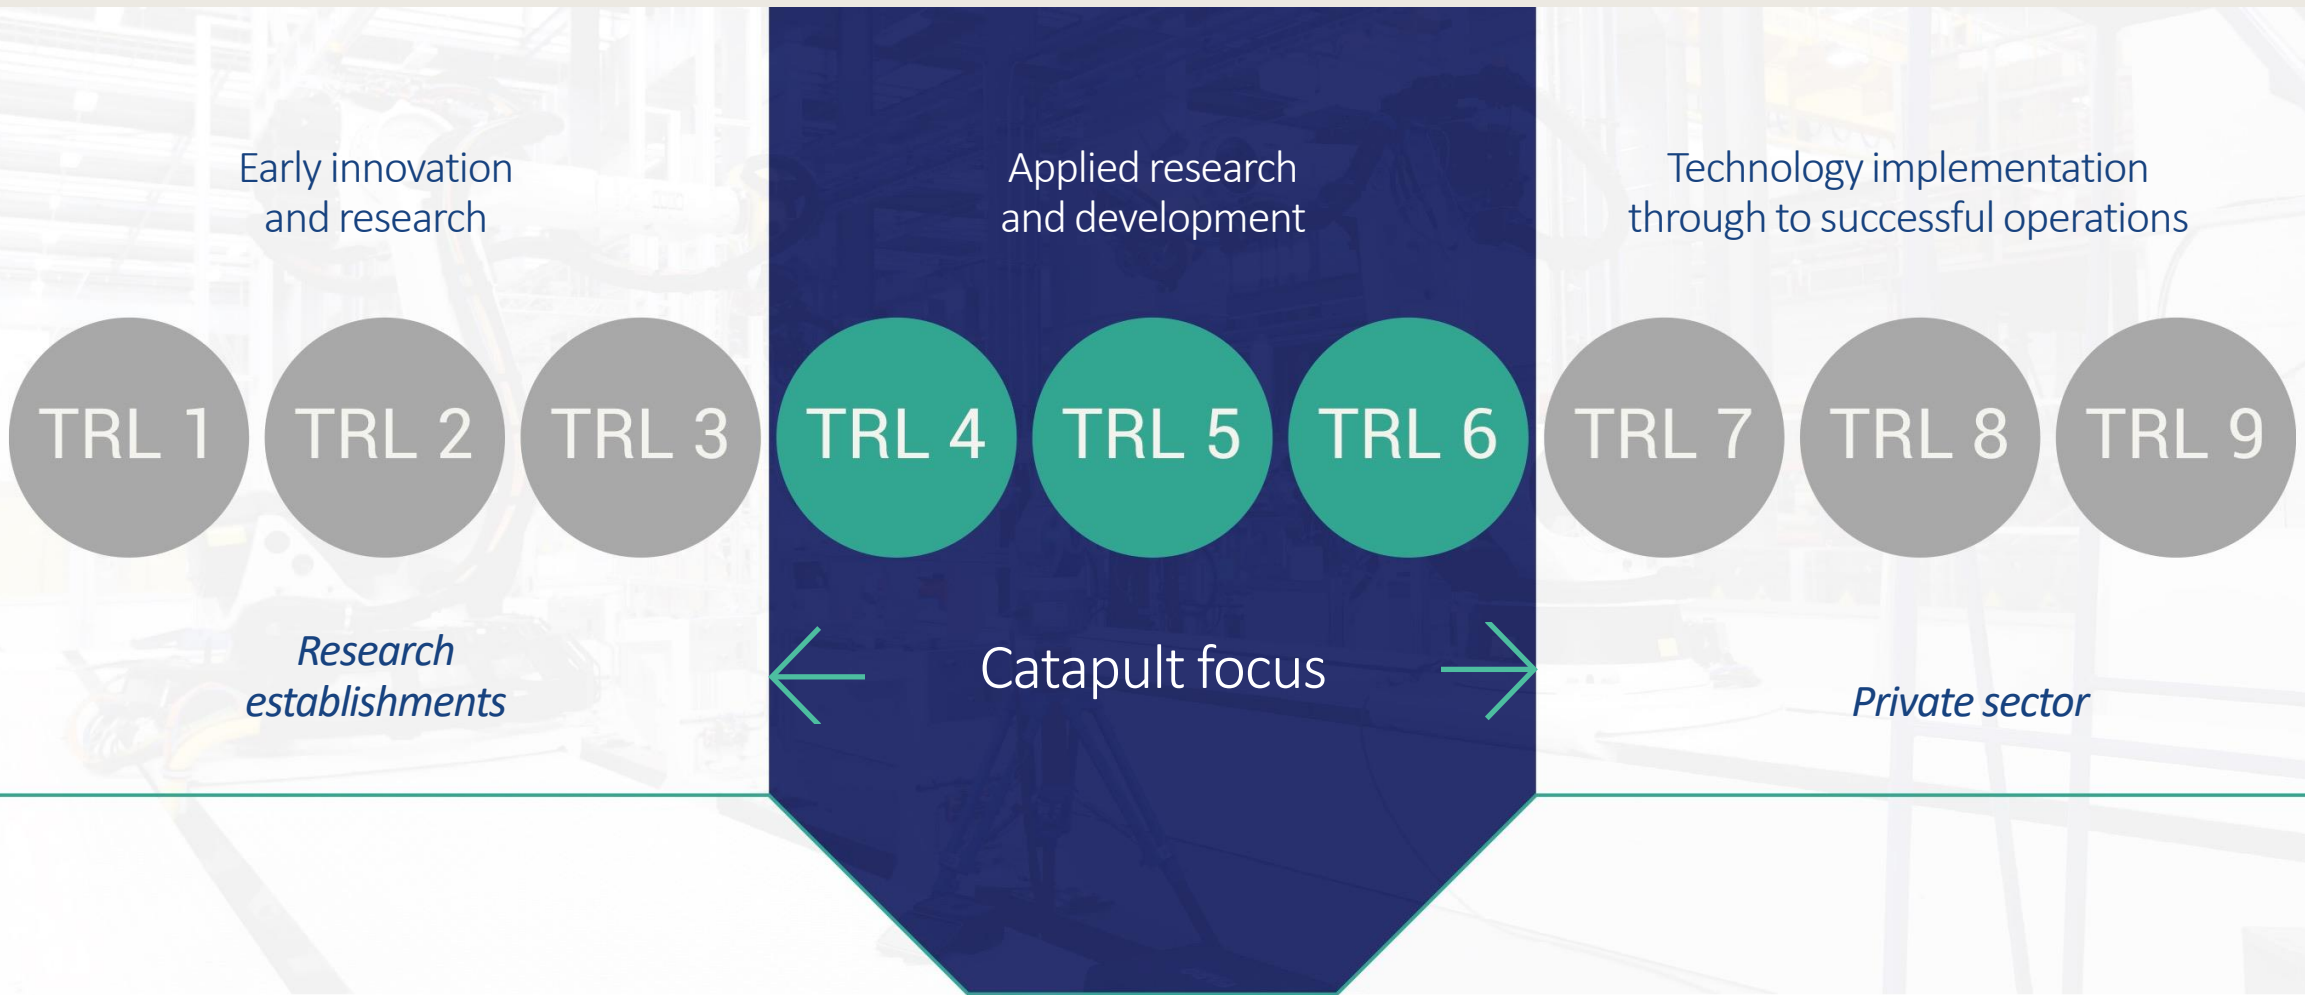 Early innovation
and research
Applied research
and development
Technology implementation
through to successful operations
TRL 1
TRL 2
TRL 3
TRL 4
TRL 5
TRL 6
TRL 7
TRL 8
TRL 9
Research
establishments
Catapult focus
Private sector